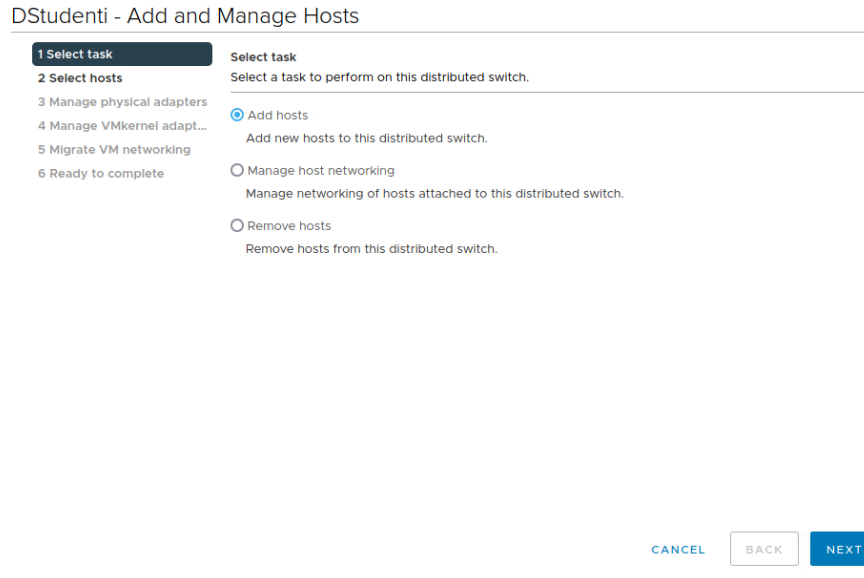 DStudenti - Add and Manage Hosts
1 Select task
2 Select hosts
3 Manage physical adapters
4 Manage VMkernel adapt...
5 Migrate VM networking
6 Ready to complete
Select task
Select a task to perform on this distributed switch.
Add hosts
Add new hosts to this distributed switch.
Manage host networking
Manage networking of hosts attached to this distributed switch.
Remove hosts
Remove hosts from this distributed switch.
CANCEL
BACK
NEXT